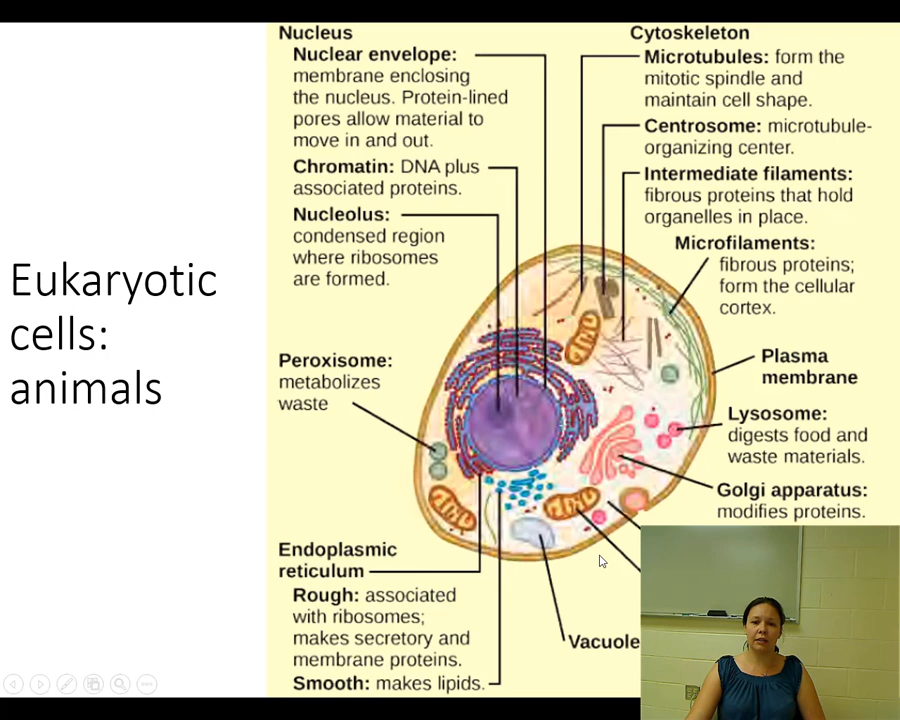 Eukaryotic
cells:
animals
Nucleus
Nuclear envelope:
membrane enclosing
the nucleus. Protein-lined
pores allow material to
move in and out.
Chromatin: DNA plus
associated proteins.
Nucleolus:
condensed region
where ribosomes
are formed.
Peroxisome:
metabolizes
waste
Endoplasmic
reticulum
Rough: associated
with ribosomes;
makes secretory and
membrane proteins.
Smooth: makes lipids.
Cytoskeleton
Microtubules: form the
mitotic spindle and
maintain cell shape.
Centrosome: microtubule-
organizing center.
Intermediate filaments:
fibrous proteins that hold
organelles in place.
Microfilaments:
fibrous proteins;
form the cellular
cortex.
Plasma
membrane
Lysosome:
digests food and
waste materials.
Golgi apparatus:
modifies proteins.
Vacuole